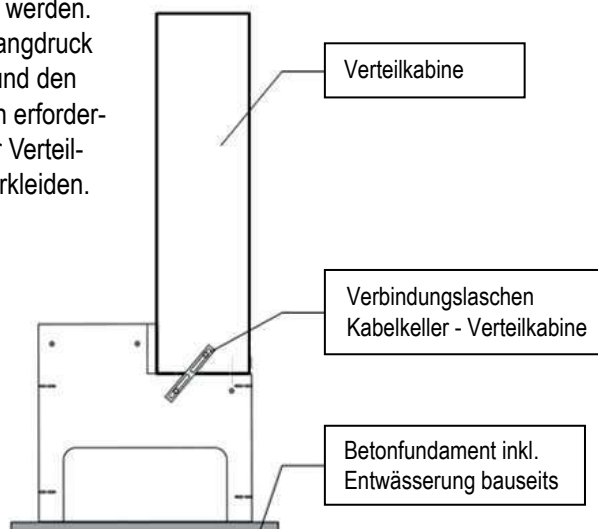 werden.
angdruck
und den
n erforder-
r Verteil-
rkleiden.
Verteilkabine
Verbindungslaschen
Kabelkeller - Verteilkabine
Betonfundament inkl.
Entwässerung bauseits